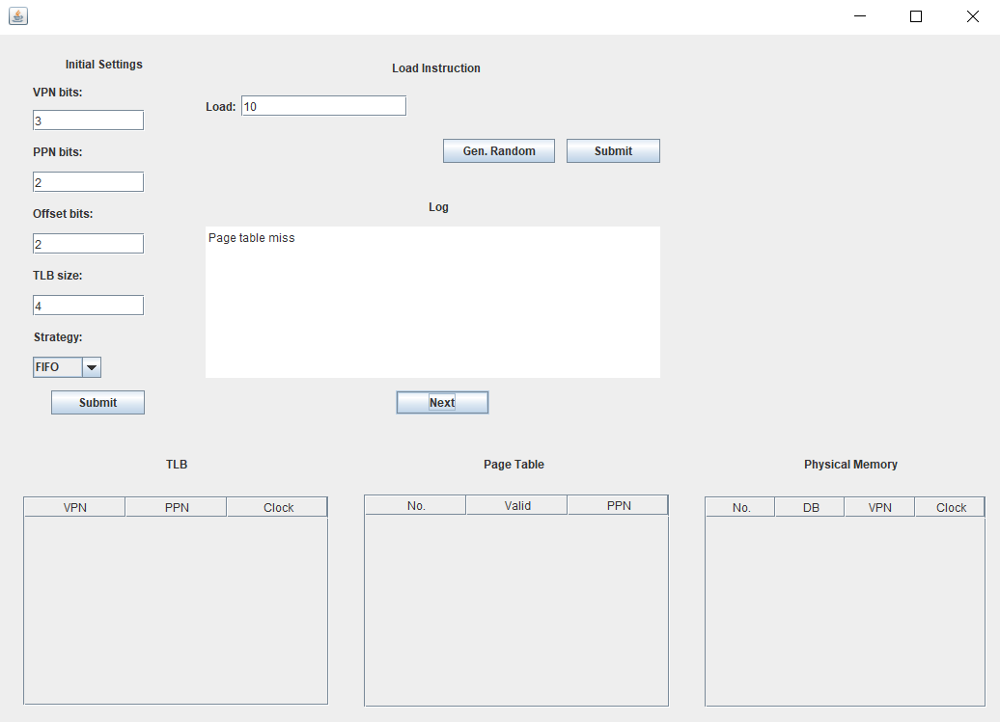 Initial Settings
VPN bits:
3
PPN bits:
2
Offset bits:
2
TLB size:
4
Strategy:
FIFO
Submit
Load Instruction
Load: 10
Gen. Random Submit
Log
Page table miss
Next
TLB
VPN PPN Clock
Page Table
No. Valid PPN
Physical Memory
No. DB VPN Clock